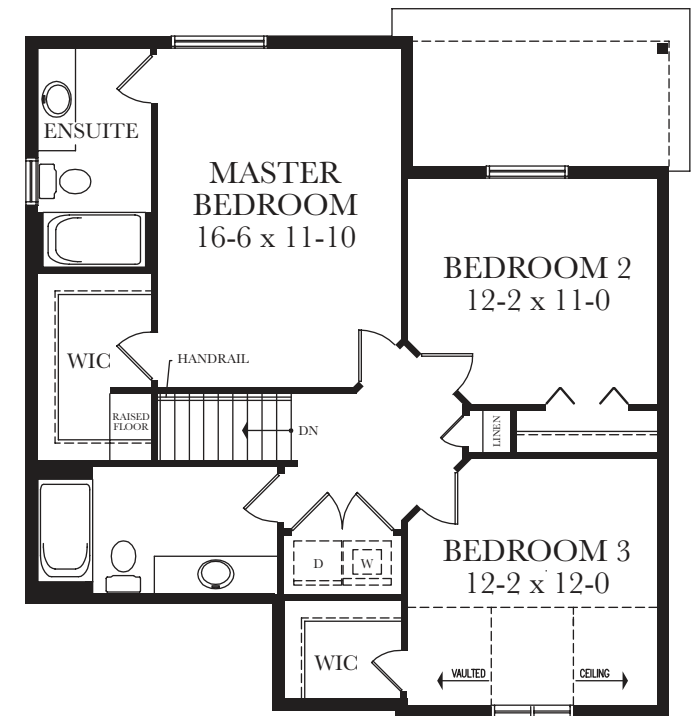 ENSUITE
MASTER
BEDROOM
16-6 x 11-10
BEDROOM 2
12-2 x 11-0
WIC
HANDRAIL
RAISED
FLOOR
DN
LINEN
D
W
BEDROOM 3
12-2 x 12-0
WIC
VAULTED
CEILING